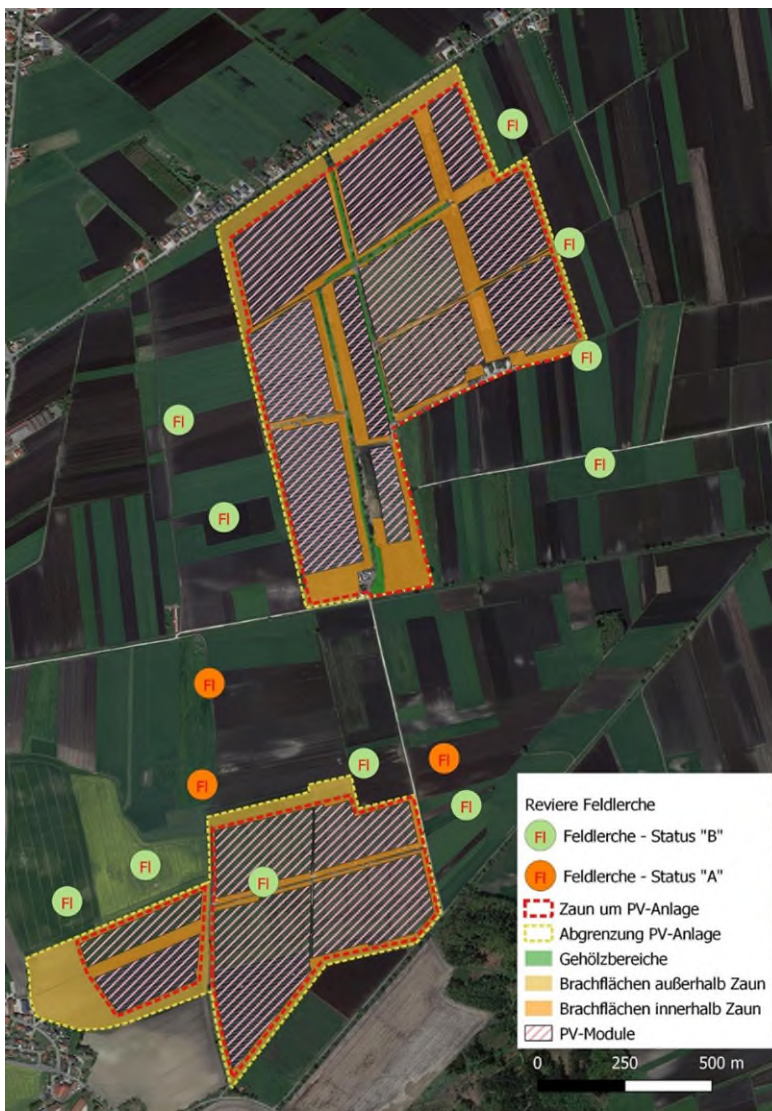 Fl
Fl
Fl
Fl
Fl
Fl
Fl
Fl
Fl
Fl
Fl
Fl
Fl
Fl
Reviere Feldlerche
Fl Feldlerche - Status "B"
Fl Feldlerche - Status "A"
Zaun um PV-Anlage
Abgrenzung PV-Anlage
Gehölzbereiche
Brachflächen außerhalb Zaun
Brachflächen innerhalb Zaun
PV-Module
0 250 500 m